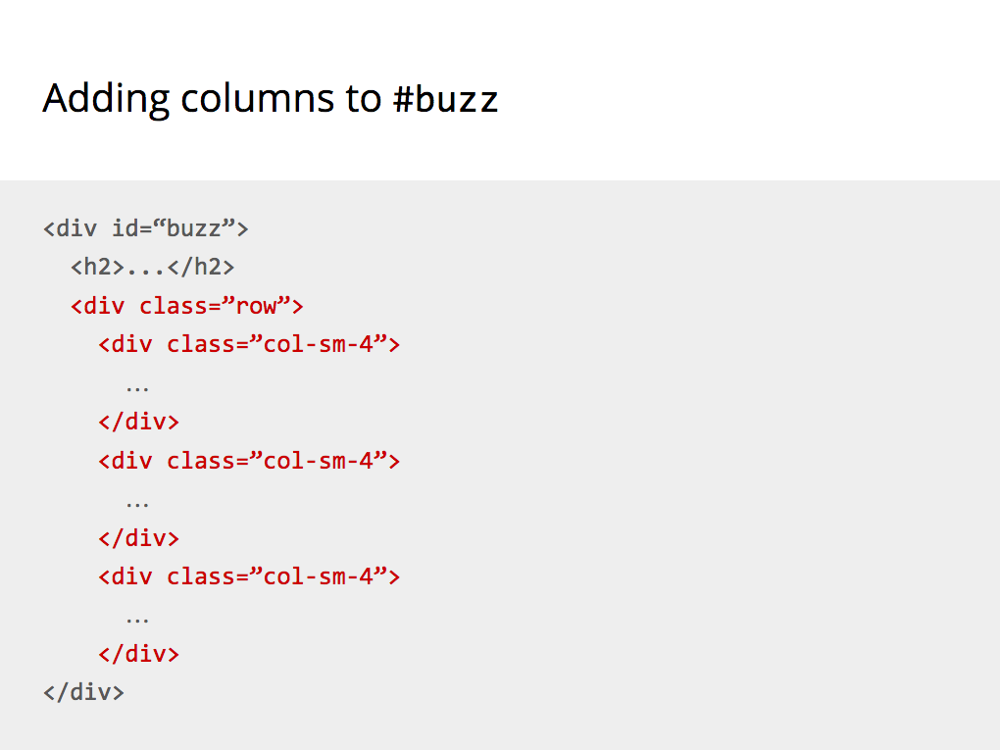 Adding columns to #buzz
<div id=“buzz”>
<h2>...</h2>
<div class=”row”>
<div class=”col-sm-4”>
…
</div>
<div class=”col-sm-4”>
…
</div>
<div class=”col-sm-4”>
…
</div>
</div>